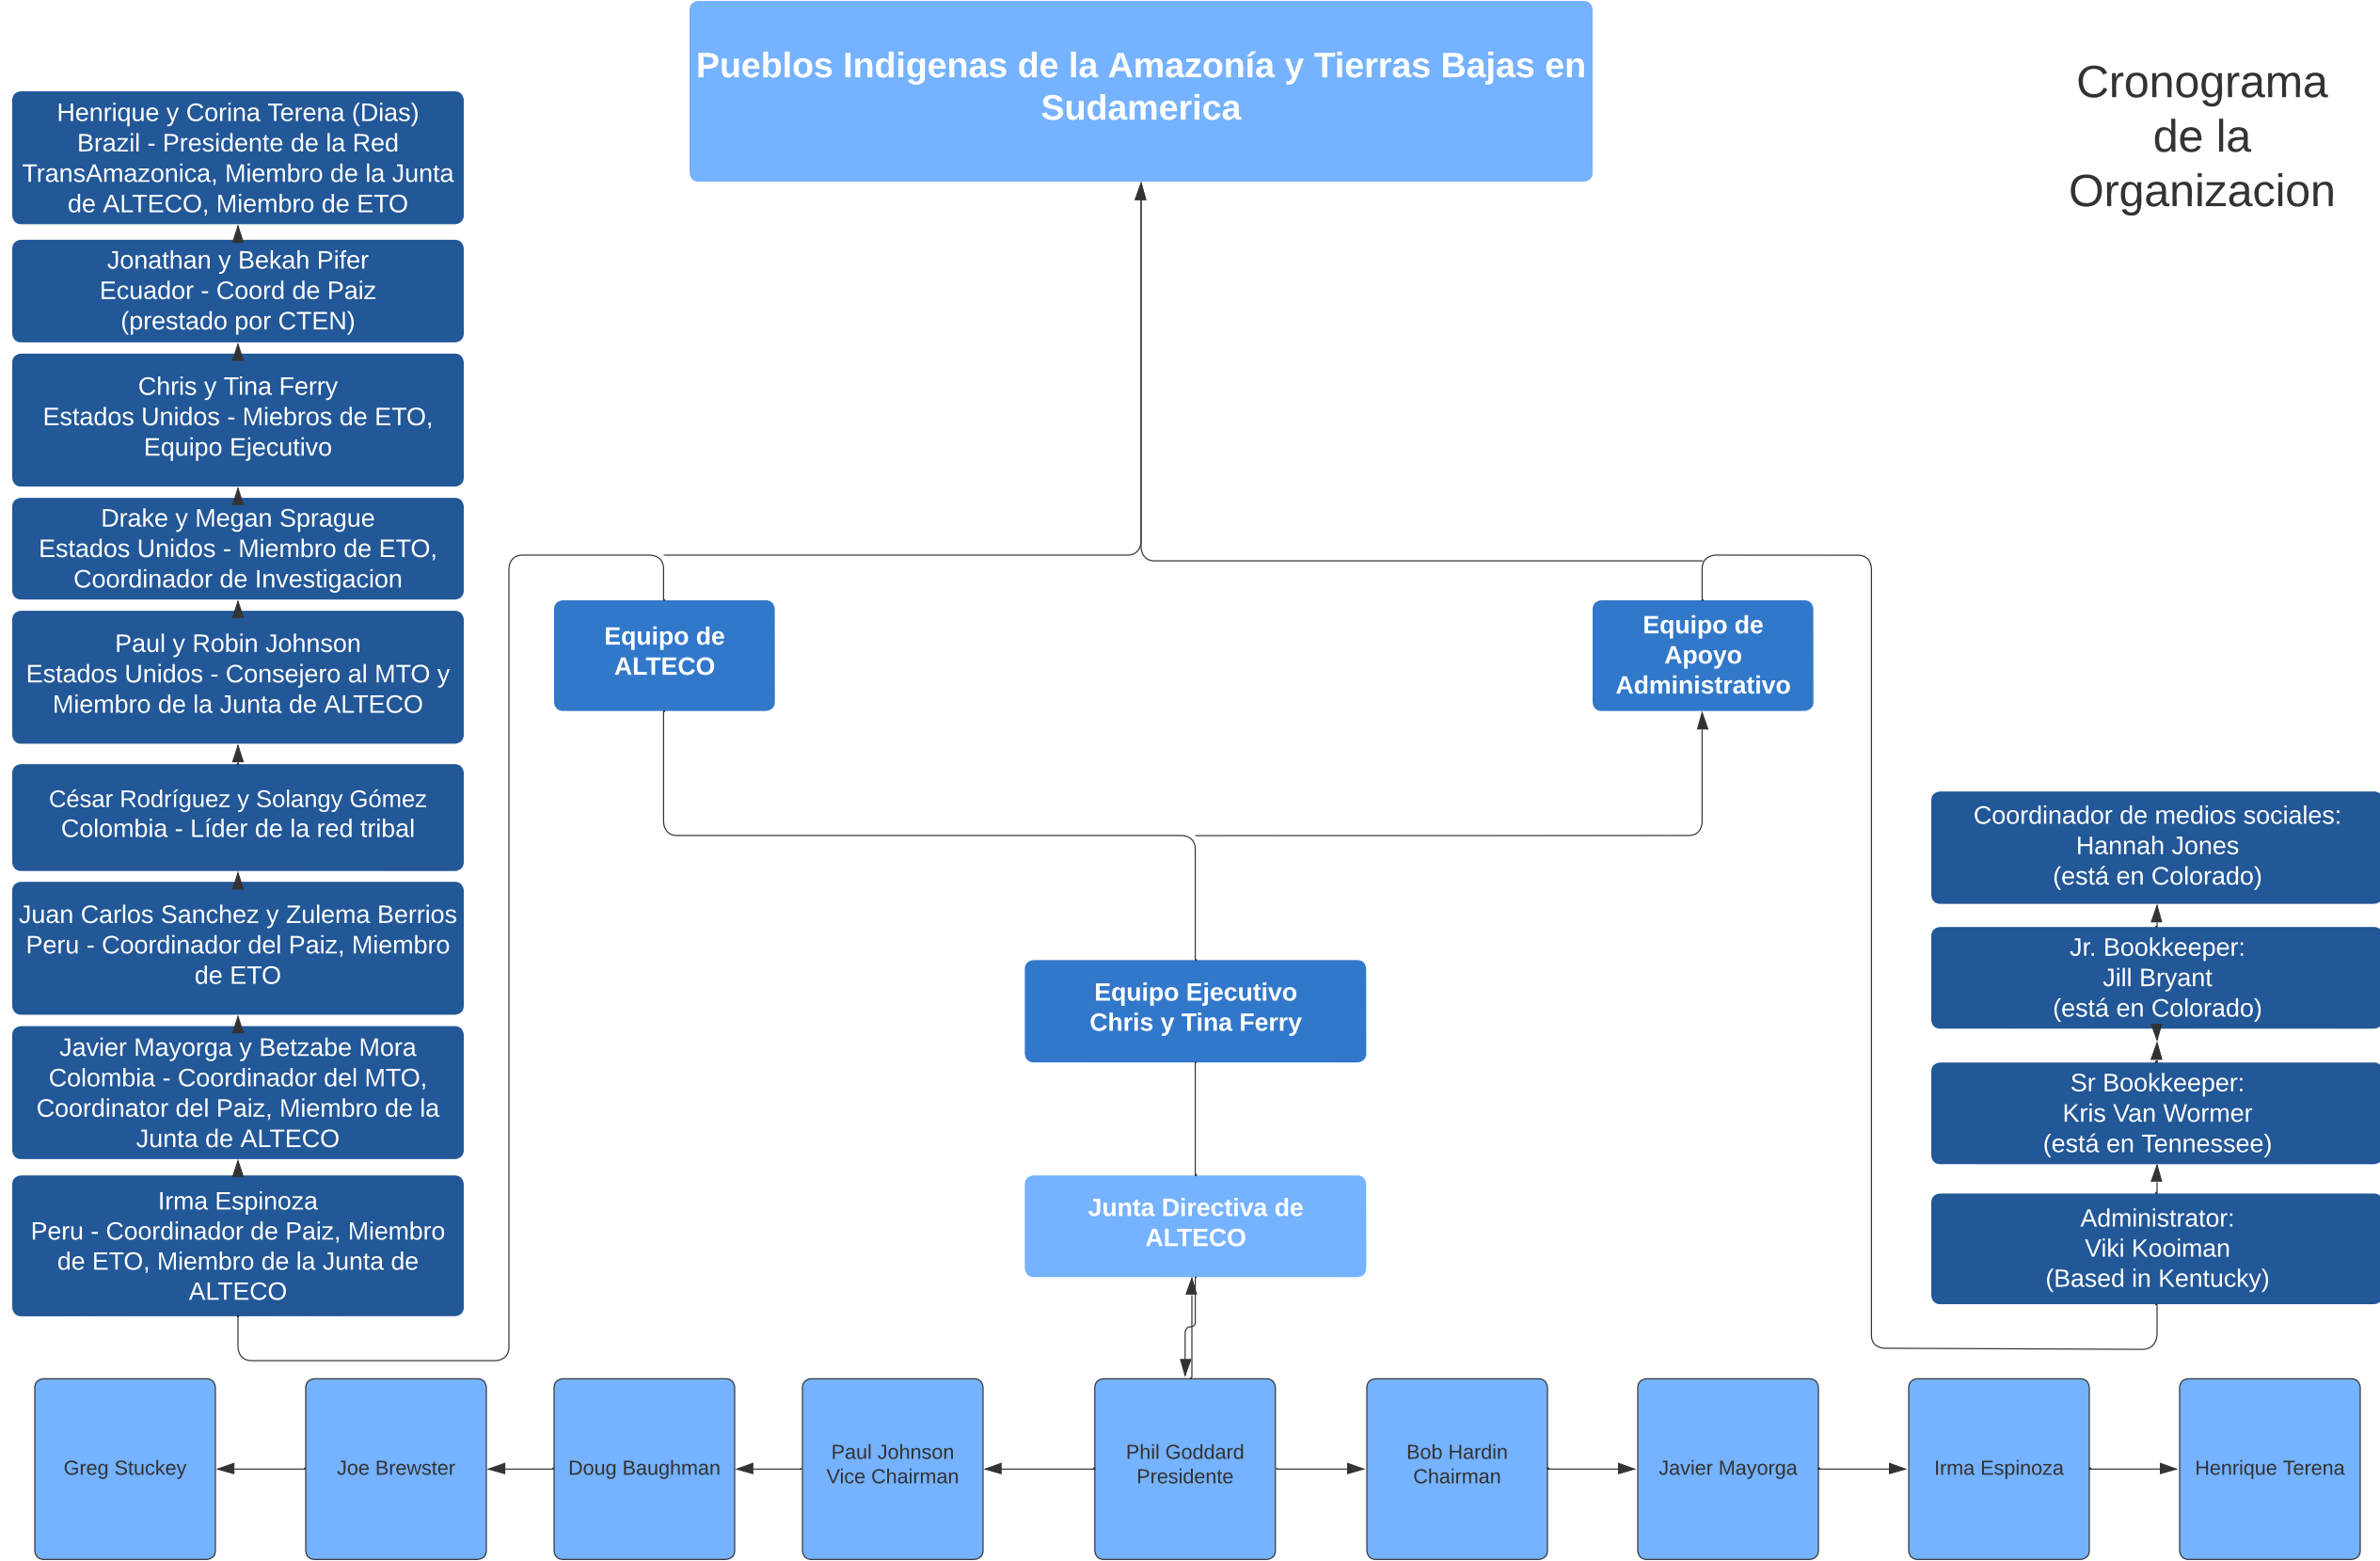 Pueblos Indigenas de la Amazonía y Tierras Bajas en
Sudamerica
Cronograma
de la
Organizacion
Henrique y Corina Terena (Dias)
Brazil - Presidente de la Red
TransAmazonica, Miembro de la Junta
de ALTECO, Miembro de ETO
Jonathan y Bekah Pifer
Ecuador - Coord de Paiz
(prestado por CTEN)
Chris y Tina Ferry
Estados Unidos - Miebros de ETO,
Equipo Ejecutivo
Drake y Megan Sprague
Estados Unidos - Miembro de ETO,
Coordinador de Investigacion
Paul y Robin Johnson
Estados Unidos - Consejero al MTO y
Miembro de la Junta de ALTECO
César Rodríguez y Solangy Gómez
Colombia - Líder de la red tribal
Juan Carlos Sanchez y Zulema Berrios
Peru - Coordinador del Paiz, Miembro
de ETO
Javier Mayorga y Betzabe Mora
Colombia - Coordinador del MTO,
Coordinator del Paiz, Miembro de la
Junta de ALTECO
Irma Espinoza
Peru - Coordinador de Paiz, Miembro
de ETO, Miembro de la Junta de
ALTECO
Equipo de
ALTECO
Equipo de
Apoyo
Administrativo
Equipo Ejecutivo
Chris y Tina Ferry
Junta Directiva de
ALTECO
Coordinador de medios sociales:
Hannah Jones
(está en Colorado)
Jr. Bookkeeper:
Jill Bryant
(está en Colorado)
Sr Bookkeeper:
Kris Van Wormer
(está en Tennessee)
Administrator:
Viki Kooiman
(Based in Kentucky)
Greg Stuckey
Joe Brewster
Doug Baughman
Paul Johnson
Vice Chairman
Phil Goddard
Presidente
Bob Hardin
Chairman
Javier Mayorga
Irma Espinoza
Henrique Terena